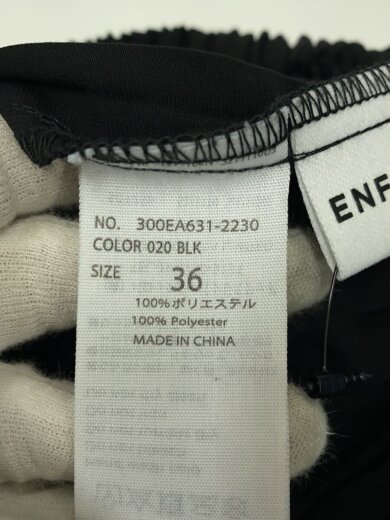 NO. 300EA631-2230
COLOR 020 BLK
SIZE 36
100%ポリエステル
100% Polyester
MADE IN CHINA
ENF